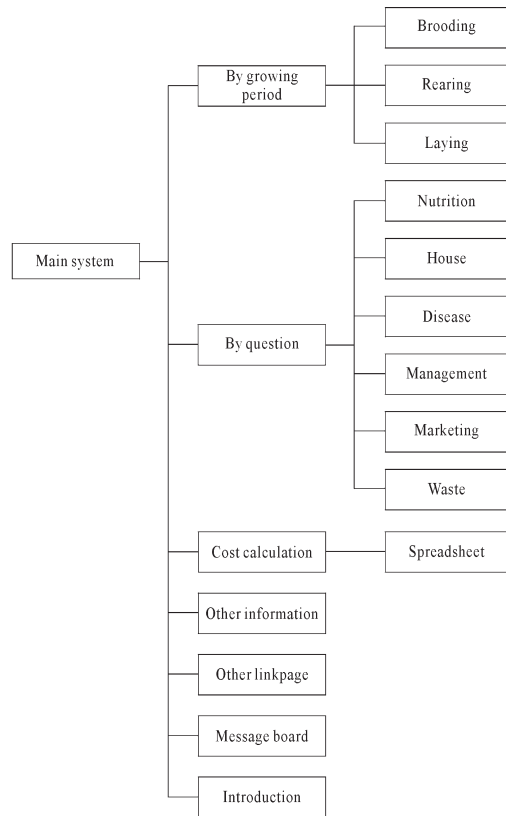 Main system
By growing
period
Brooding
Rearing
Laying
By question
Nutrition
House
Disease
Management
Marketing
Waste
Cost calculation
Spreadsheet
Other information
Other linkpage
Message board
Introduction